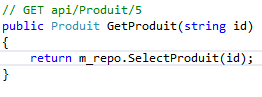 // GET api/Produit/5
public Produit GetProduit(string id)
{
    return m_repo.SelectProduit(id);
}